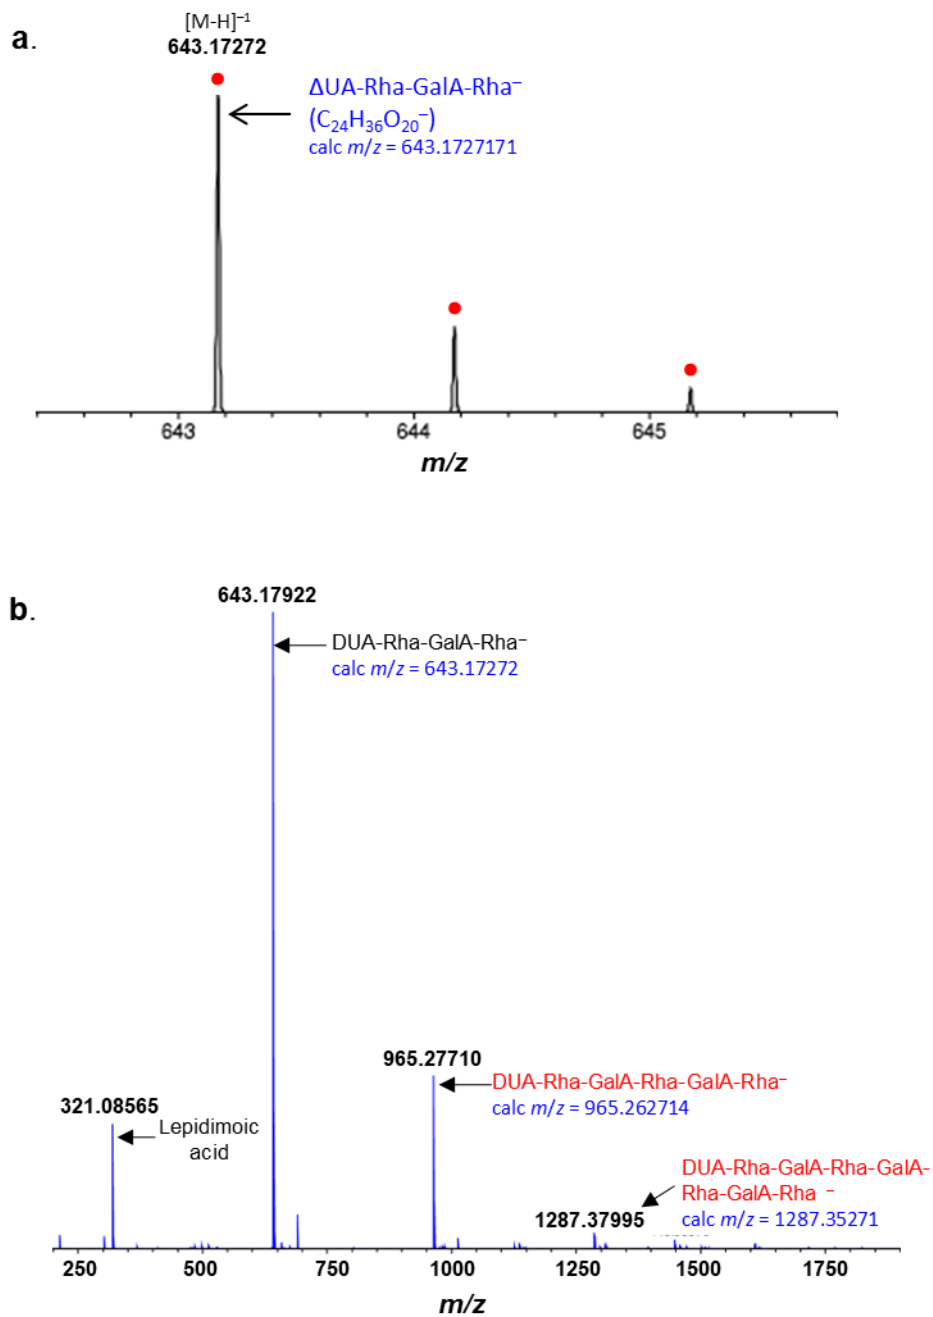 a.
[M-H]⁻¹
643.17272
ΔUA-Rha-GalA-Rha⁻
(C₂₄H₃₆O₂₀⁻)
calc m/z = 643.1727171
643
644
645
m/z
b.
643.17922
DUA-Rha-GalA-Rha⁻
calc m/z = 643.17272
965.27710
DUA-Rha-GalA-Rha-GalA-Rha⁻
calc m/z = 965.262714
321.08565
Lepidimoic
acid
DUA-Rha-GalA-Rha-GalA-
Rha-GalA-Rha ⁻
1287.37995
calc m/z = 1287.35271
250
500
750
1000
1250
1500
1750
m/z